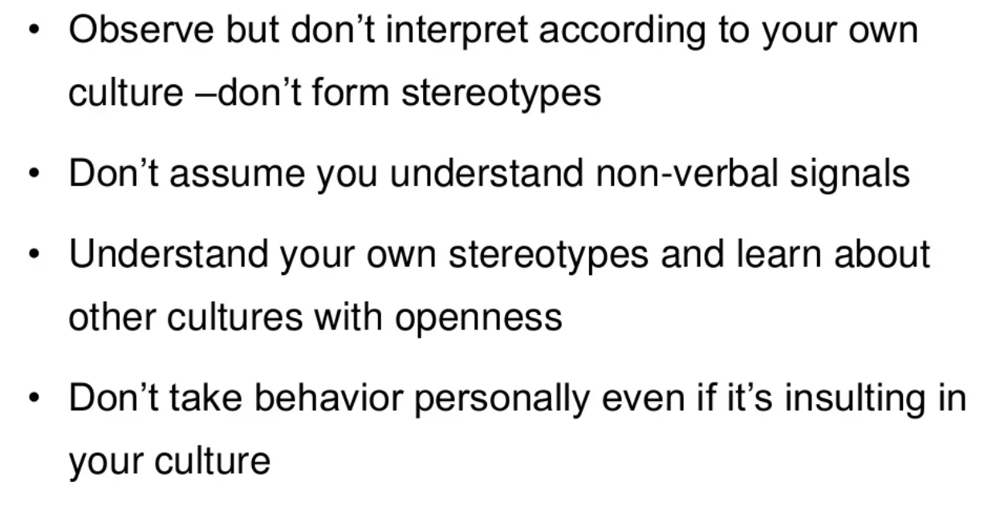 • Observe but don’t interpret according to your own
culture –don’t form stereotypes
• Don’t assume you understand non-verbal signals
• Understand your own stereotypes and learn about
other cultures with openness
• Don’t take behavior personally even if it’s insulting in
your culture